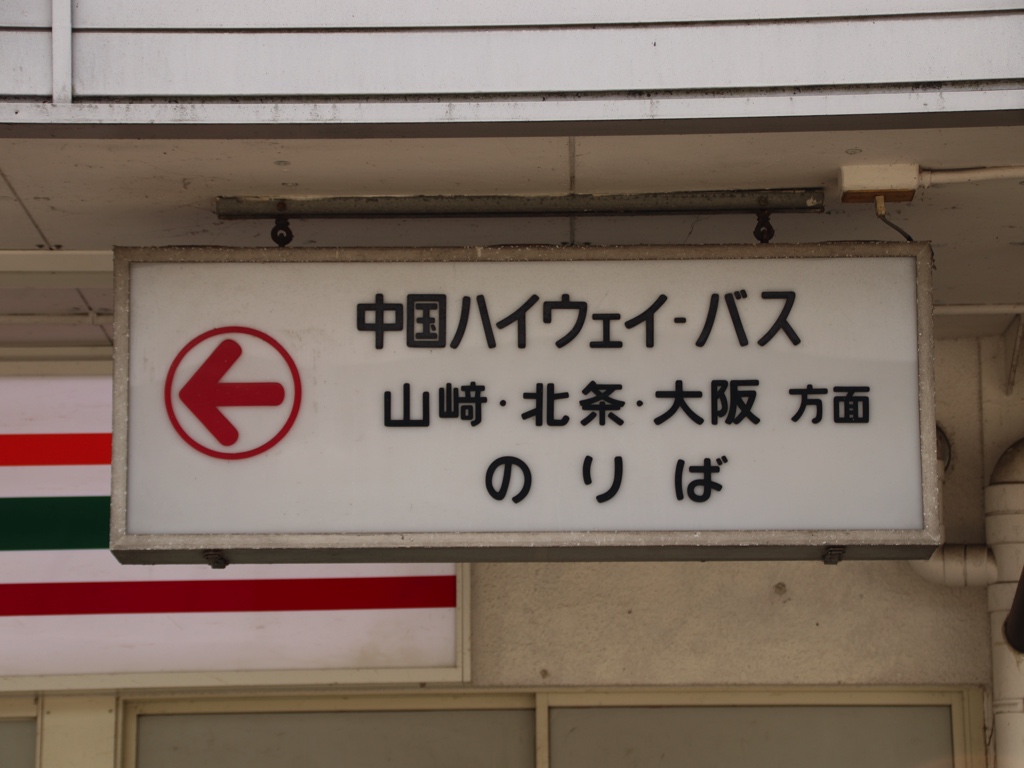 中国ハイウェイ-バス
山﨑・北条・大阪 方面
のりば